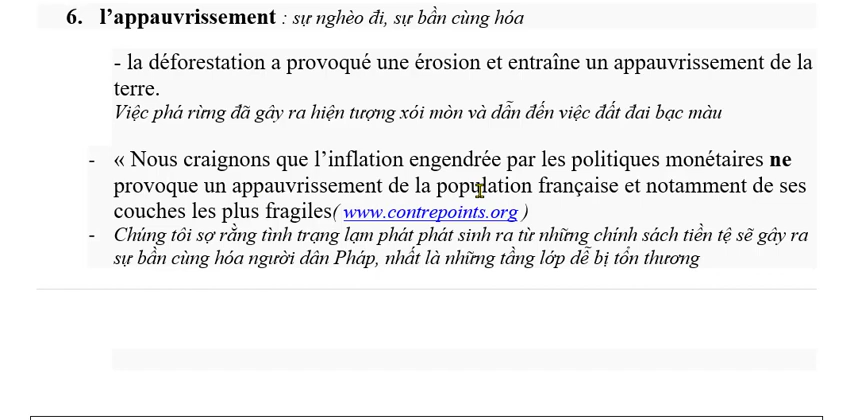 6. l’appauvrissement : sự nghèo đi, sự bần cùng hóa
- la déforestation a provoqué une érosion et entraîne un appauvrissement de la
terre.
Việc phá rừng đã gây ra hiện tượng xói mòn và dẫn đến việc đất đai bạc màu
- « Nous craignons que l’inflation engendrée par les politiques monétaires ne
provoque un appauvrissement de la population française et notamment de ses
couches les plus fragiles( www.contrepoints.org )
- Chúng tôi sợ rằng tình trạng lạm phát phát sinh ra từ những chính sách tiền tệ sẽ gây ra
sự bần cùng hóa người dân Pháp, nhất là những tầng lớp dễ bị tổn thương